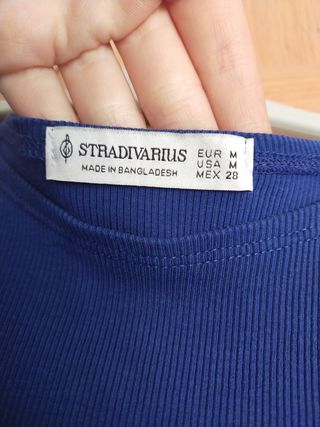 STRADIVARIUS
MADE IN BANGLADESH
EUR M
USA M
MEX 28